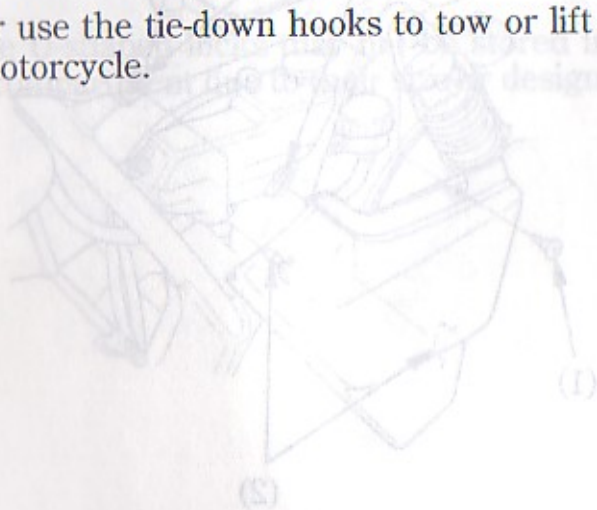 r use the tie-down hooks to tow or lift
otorcycle.
(1)
(2)